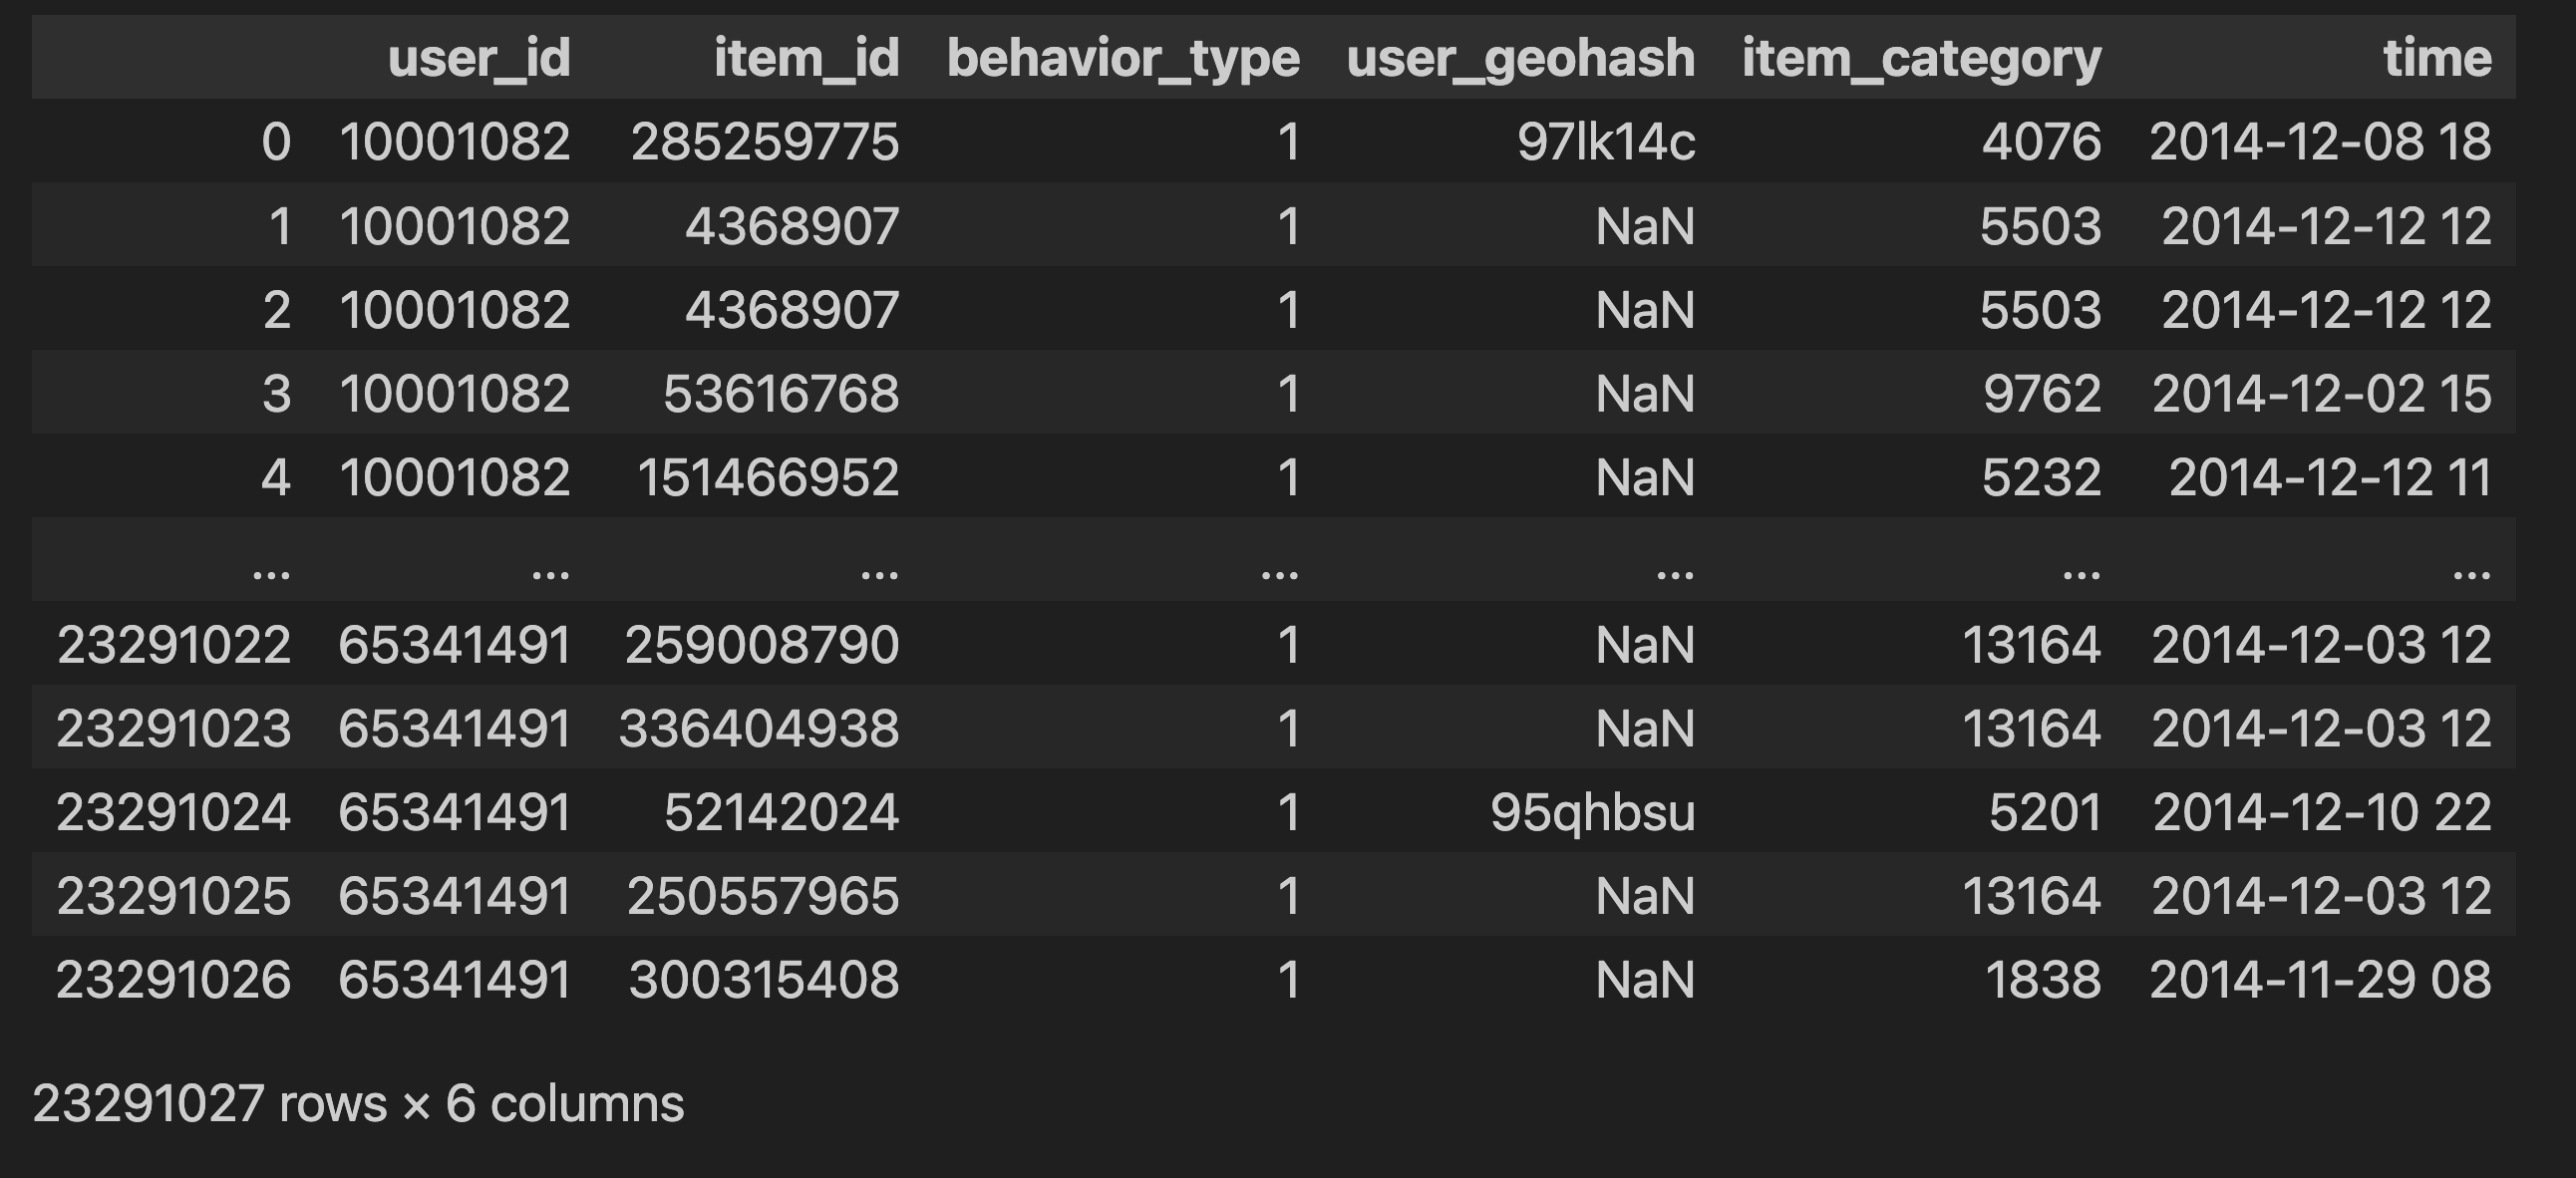 user_id item_id behavior_type user_geohash item_category time
0 10001082 285259775 1 97lk14c 4076 2014-12-08 18
1 10001082 4368907 1 NaN 5503 2014-12-12 12
2 10001082 4368907 1 NaN 5503 2014-12-12 12
3 10001082 53616768 1 NaN 9762 2014-12-02 15
4 10001082 151466952 1 NaN 5232 2014-12-12 11
... ... ... ... ... ... ...
23291022 65341491 259008790 1 NaN 13164 2014-12-03 12
23291023 65341491 336404938 1 NaN 13164 2014-12-03 12
23291024 65341491 52142024 1 95qhbsu 5201 2014-12-10 22
23291025 65341491 250557965 1 NaN 13164 2014-12-03 12
23291026 65341491 300315408 1 NaN 1838 2014-11-29 08
23291027 rows × 6 columns